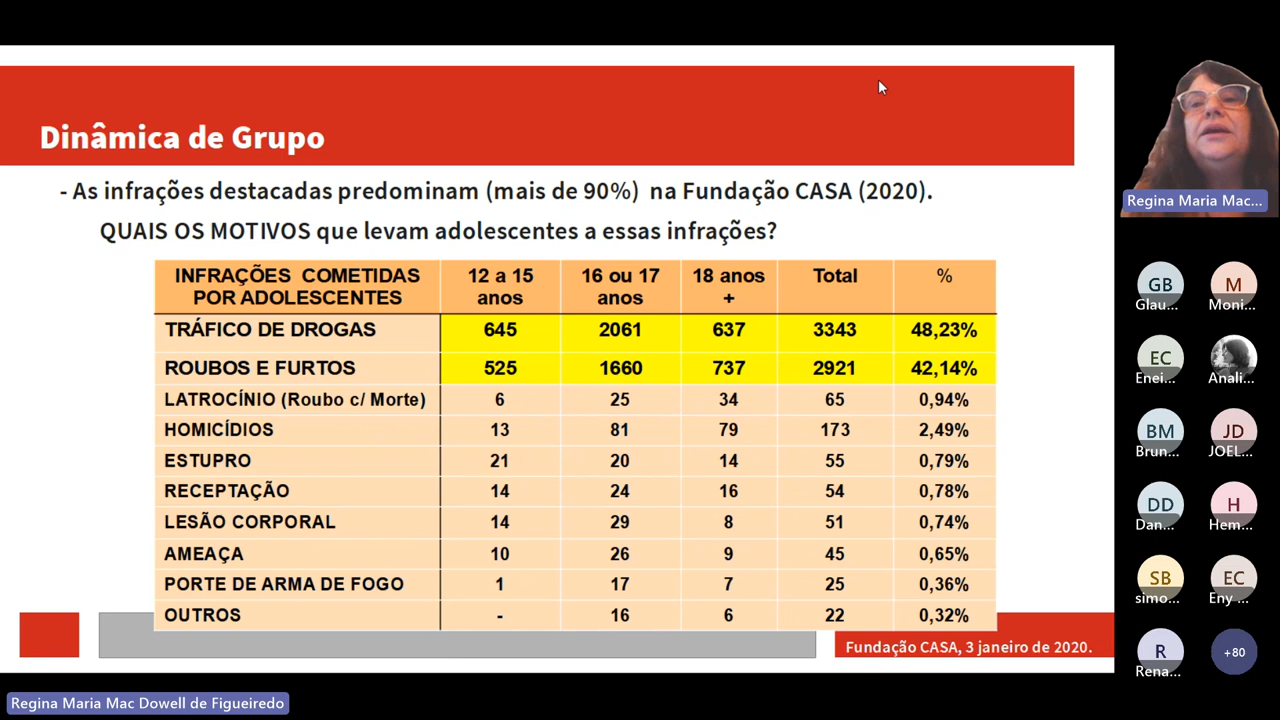 Dinâmica de Grupo
- As infrações destacadas predominam (mais de 90%) na Fundação CASA (2020).
QUAIS OS MOTIVOS que levam adolescentes a essas infrações?
INFRAÇÕES COMETIDAS POR ADOLESCENTES 12 a 15 anos 16 ou 17 anos 18 anos + Total %
TRÁFICO DE DROGAS 645 2061 637 3343 48,23%
ROUBOS E FURTOS 525 1660 737 2921 42,14%
LATROCÍNIO (Roubo c/ Morte) 6 25 34 65 0,94%
HOMICÍDIOS 13 81 79 173 2,49%
ESTUPRO 21 20 14 55 0,79%
RECEPTAÇÃO 14 24 16 54 0,78%
LESÃO CORPORAL 14 29 8 51 0,74%
AMEAÇA 10 26 9 45 0,65%
PORTE DE ARMA DE FOGO 1 17 7 25 0,36%
OUTROS - 16 6 22 0,32%
Fundação CASA, 3 janeiro de 2020.
Regina Maria Mac Dowell de Figueiredo
Regina Maria Mac...
GB M
Glau... Moni...
EC
Enei... Anali...
BM JD
Brun... JOEL...
DD H
Dan... Hem...
SB EC
simo... Eny ...
R +80
Rena...